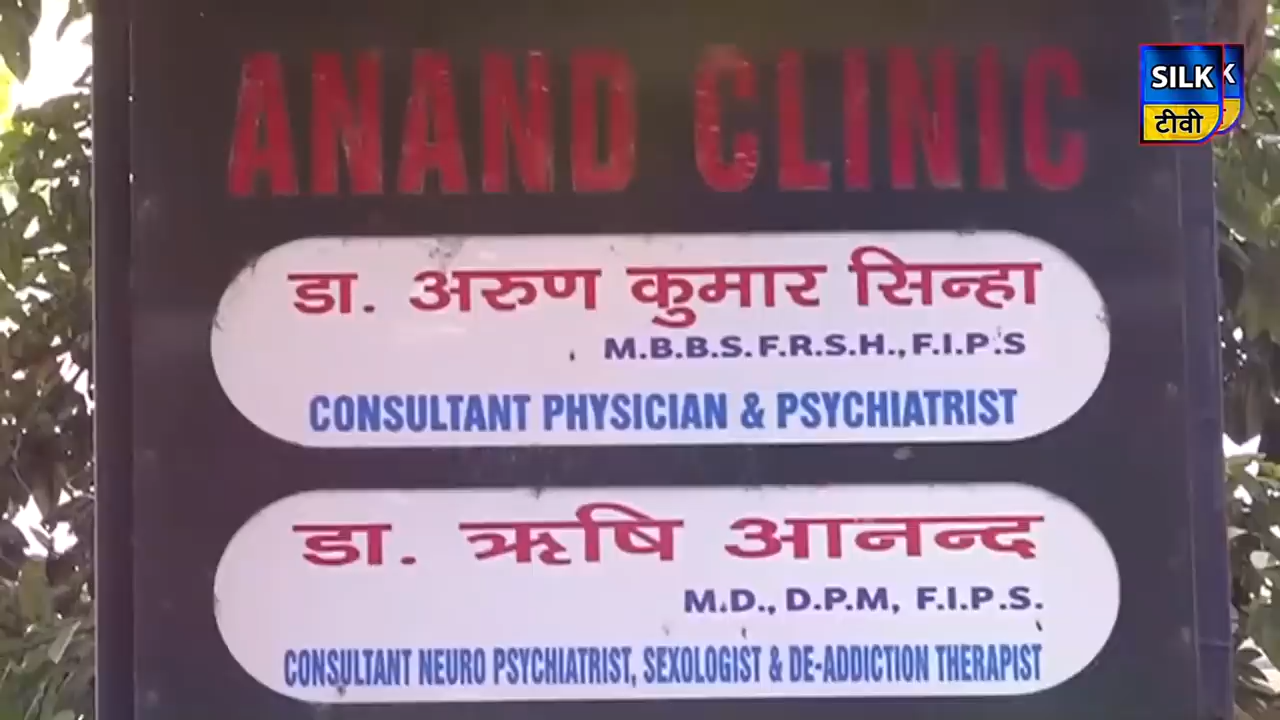 ANAND CLINIC
SILK
टीवी
डा. अरुण कुमार सिन्हा
M.B.B.S. F.R.S.H., F.I.P.S
CONSULTANT PHYSICIAN & PSYCHIATRIST
डा. ऋषि आनन्द
M.D., D.P.M, F.I.P.S.
CONSULTANT NEURO PSYCHIATRIST, SEXOLOGIST & DE-ADDICTION THERAPIST